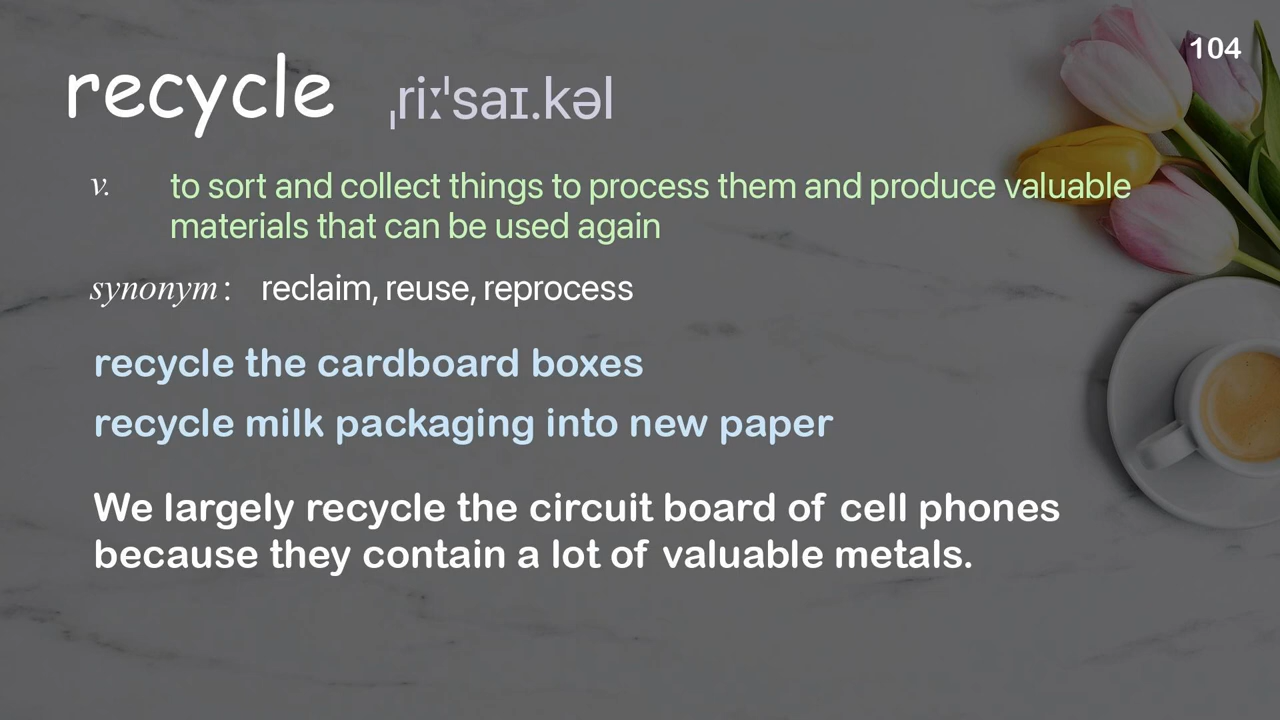 104
recycle ˌriːˈsaɪ.kəl
v. to sort and collect things to process them and produce valuable
materials that can be used again
synonym: reclaim, reuse, reprocess
recycle the cardboard boxes
recycle milk packaging into new paper
We largely recycle the circuit board of cell phones
because they contain a lot of valuable metals.